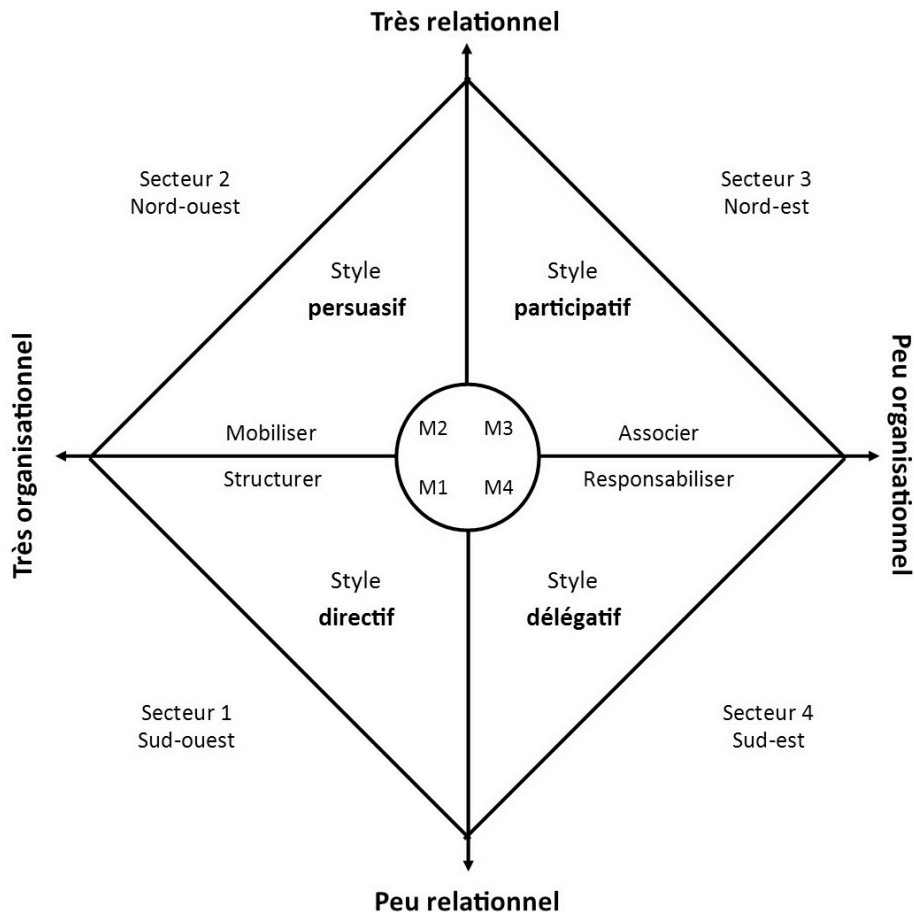 Très relationnel
Secteur 2
Nord-ouest
Secteur 3
Nord-est
Style
persuasif
Style
participatif
Très organisationnel
Peu organisationnel
Mobiliser
Structurer
M2 M3
M1 M4
Associer
Responsabiliser
Style
directif
Style
délégatif
Secteur 1
Sud-ouest
Secteur 4
Sud-est
Peu relationnel